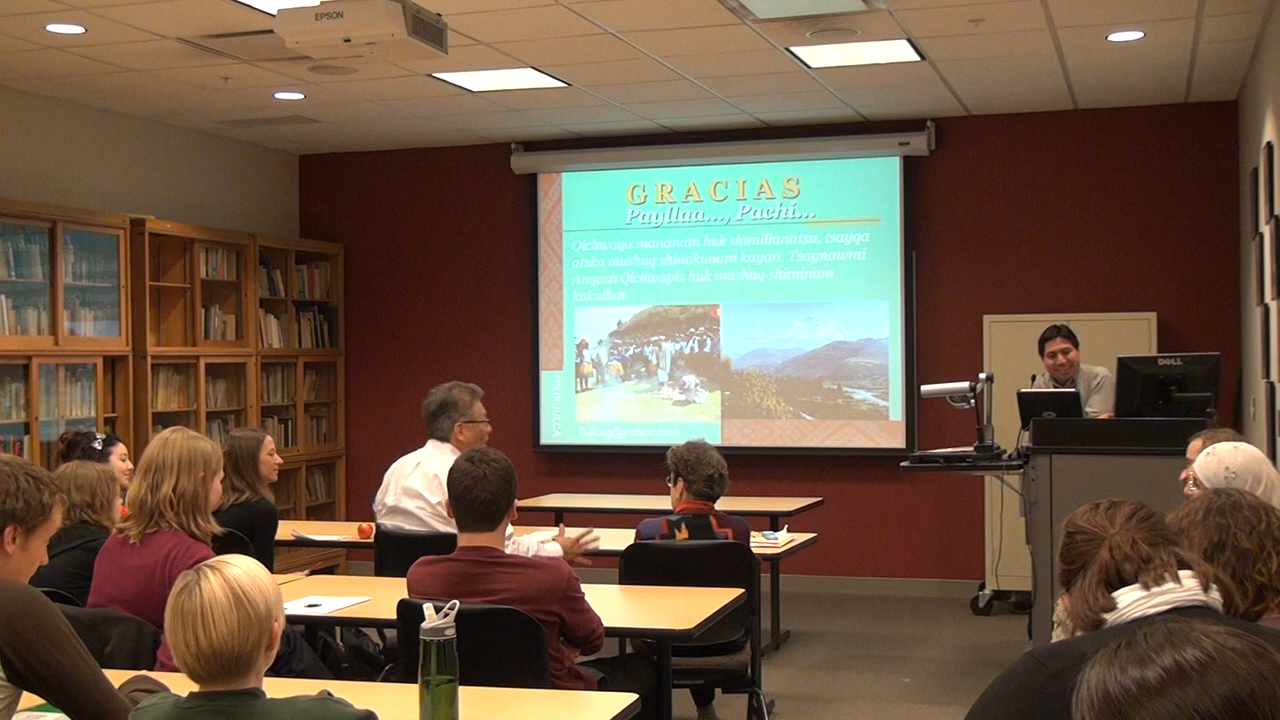 EPSON
GRACIAS
Payllaa..., Pachi...
Qichwaqa mananam huk shimillanatsu, tsayqa
atska mushuq shimikunam kayan. Tsaynawmi
Anqash Qichwapis huk mushuq shiminam
kakullan.
DELL